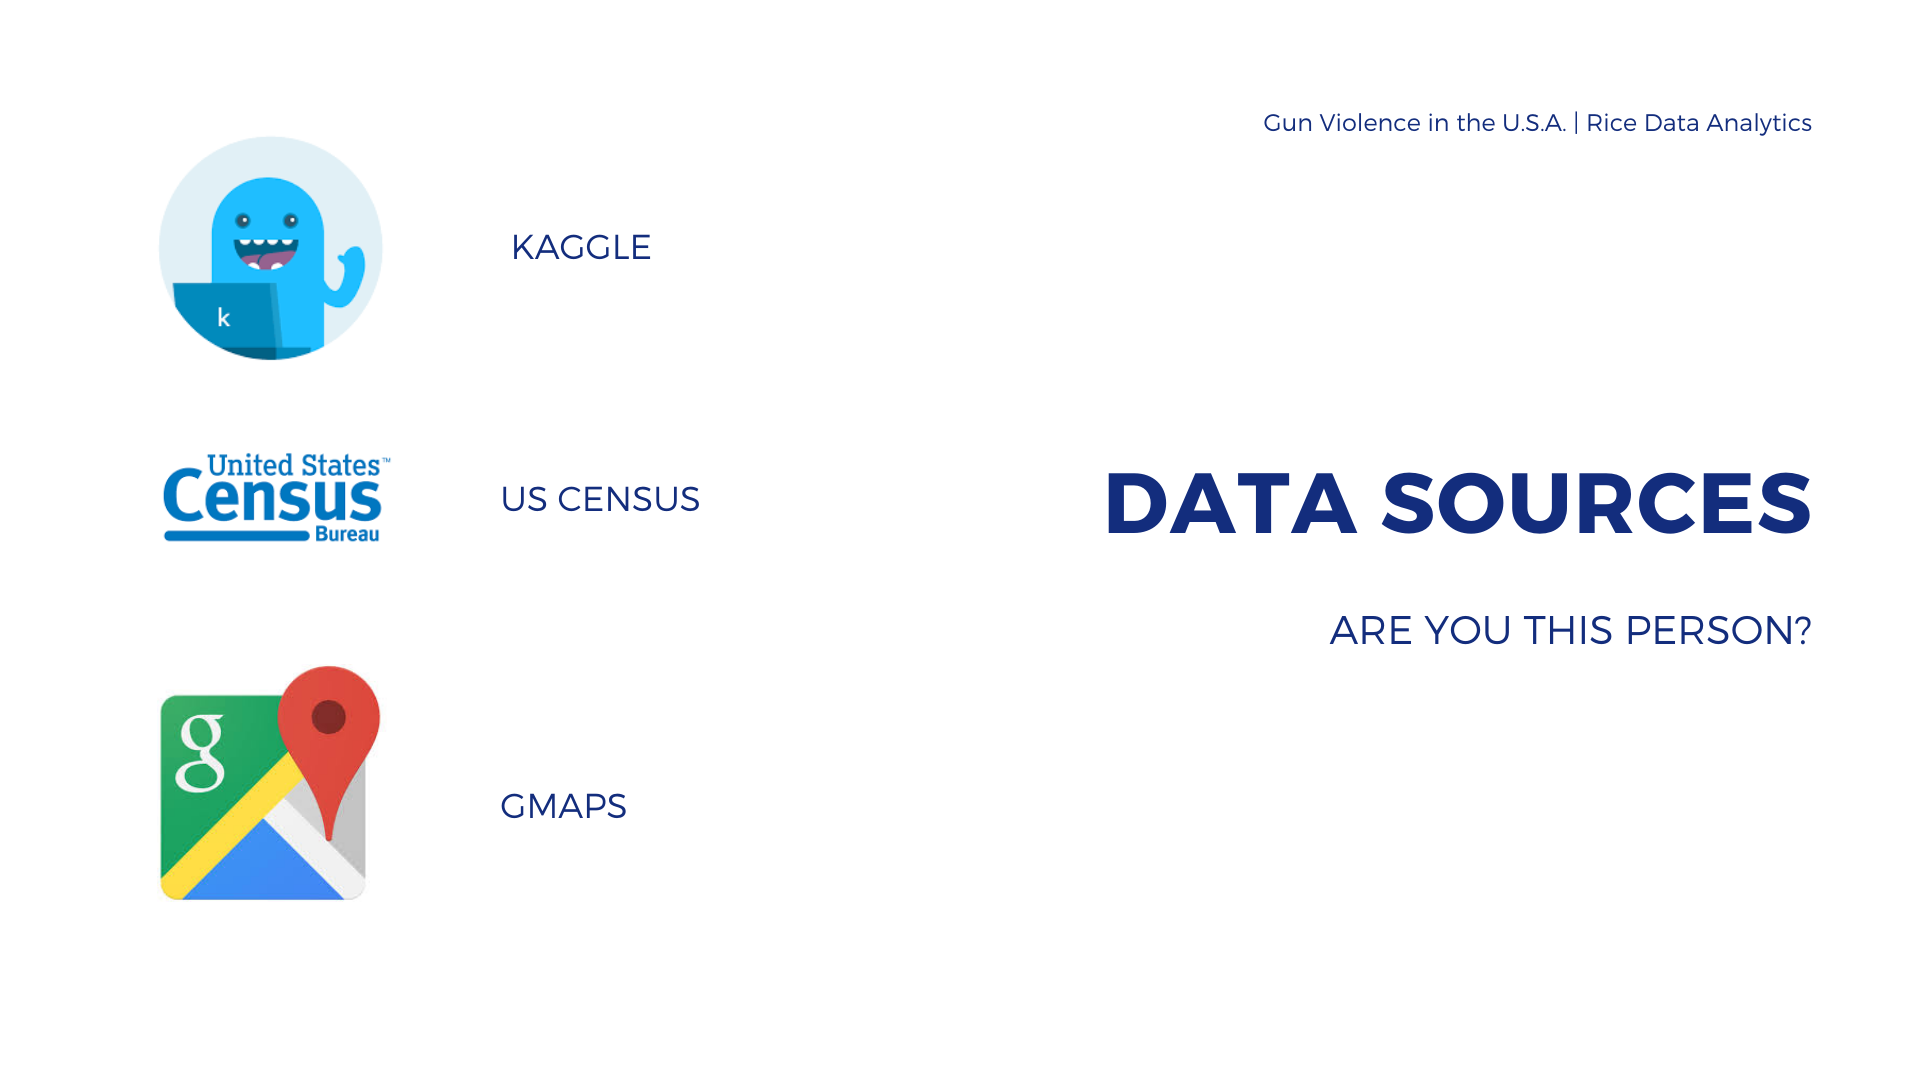 Gun Violence in the U.S.A. | Rice Data Analytics
k
KAGGLE
United States™
Census
Bureau
US CENSUS
DATA SOURCES
ARE YOU THIS PERSON?
g
GMAPS